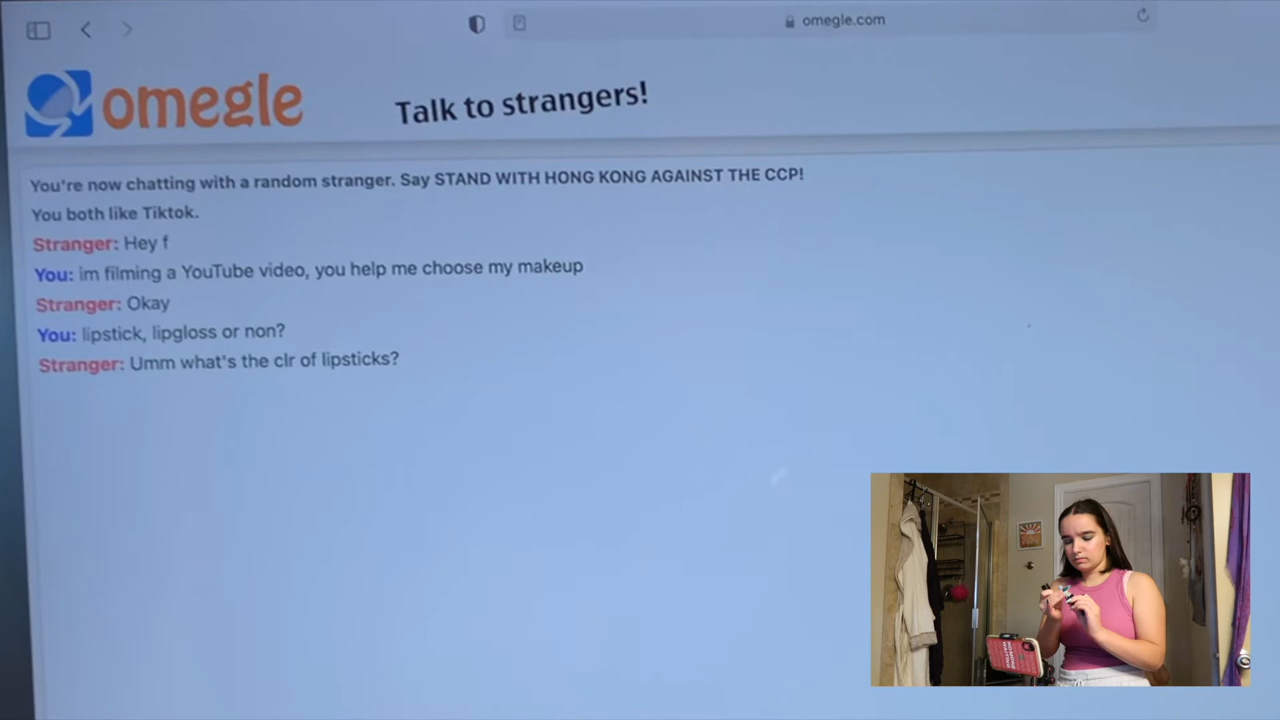 omegle.com
omegle
Talk to strangers!
You're now chatting with a random stranger. Say STAND WITH HONG KONG AGAINST THE CCP!
You both like Tiktok.
Stranger: Hey f
You: im filming a YouTube video, you help me choose my makeup
Stranger: Okay
You: lipstick, lipgloss or non?
Stranger: Umm what's the clr of lipsticks?